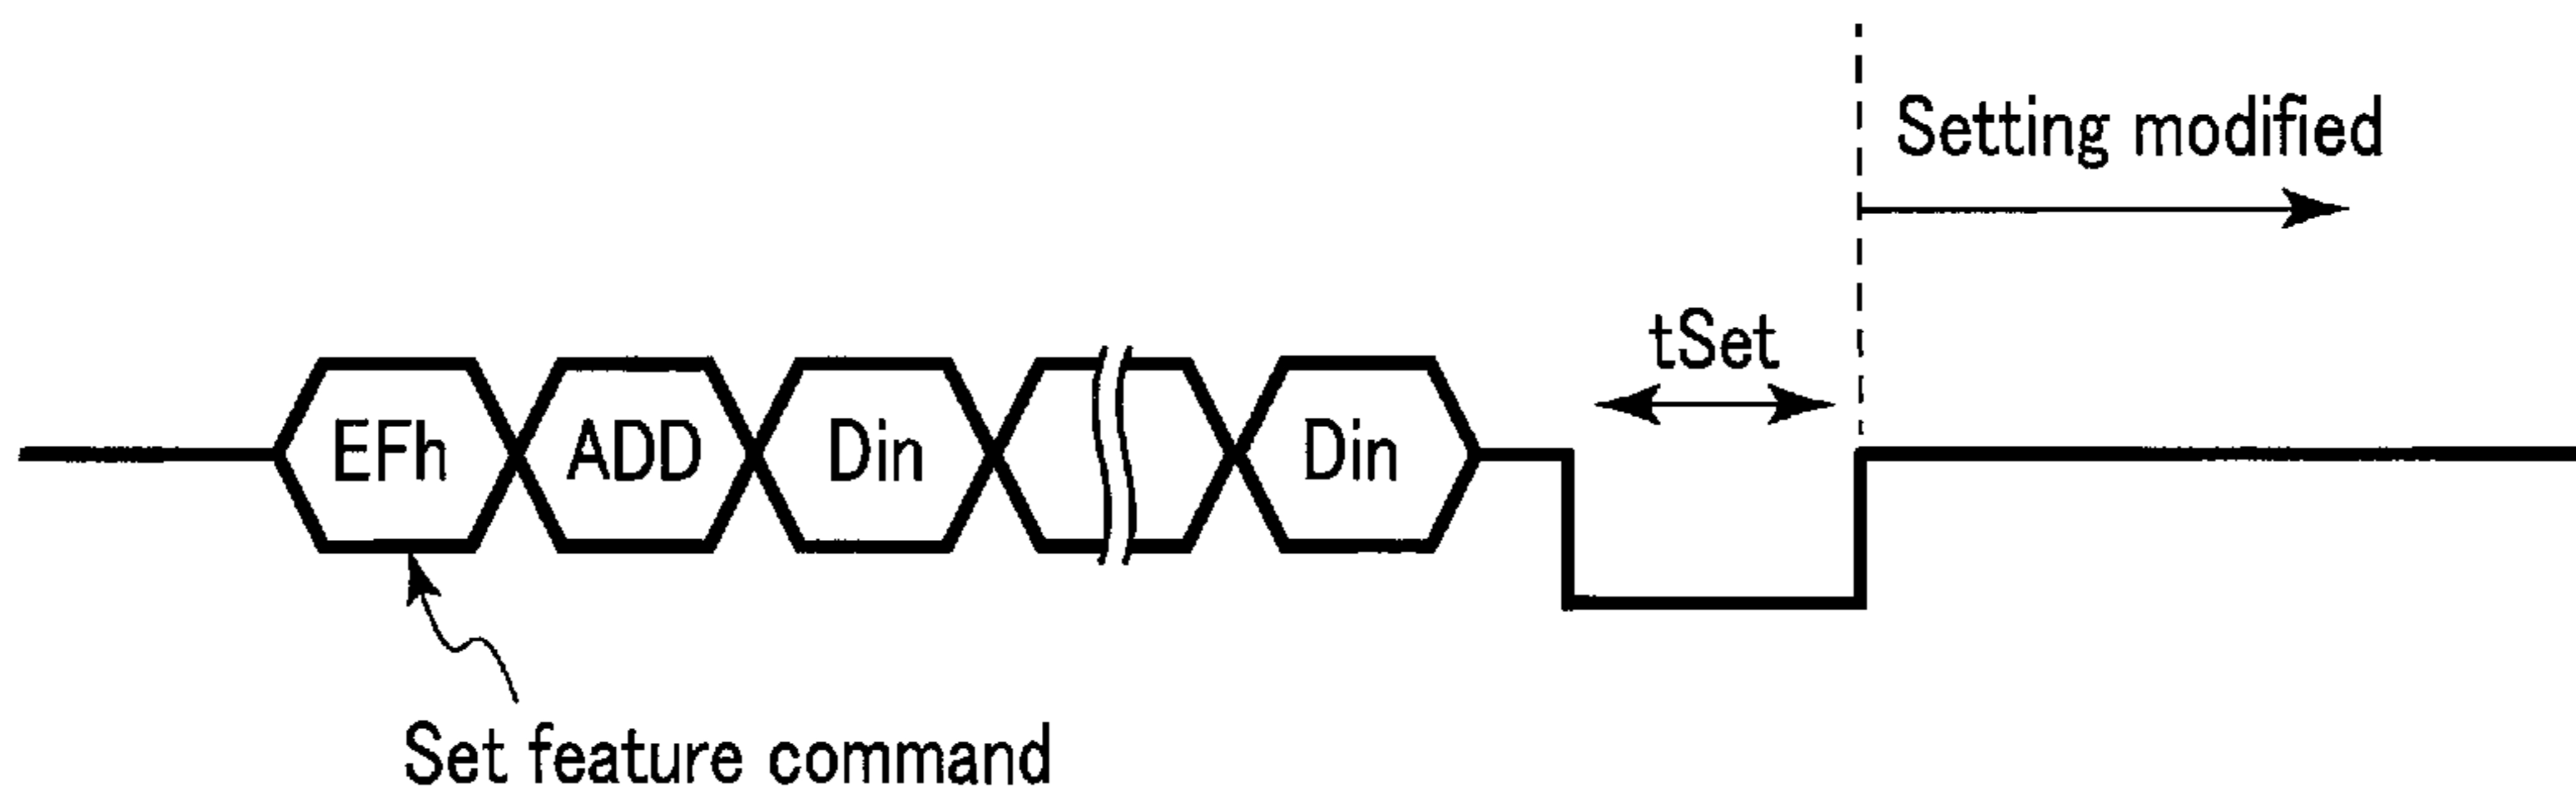 Setting modified
tSet
EFh ADD Din Din
Set feature command